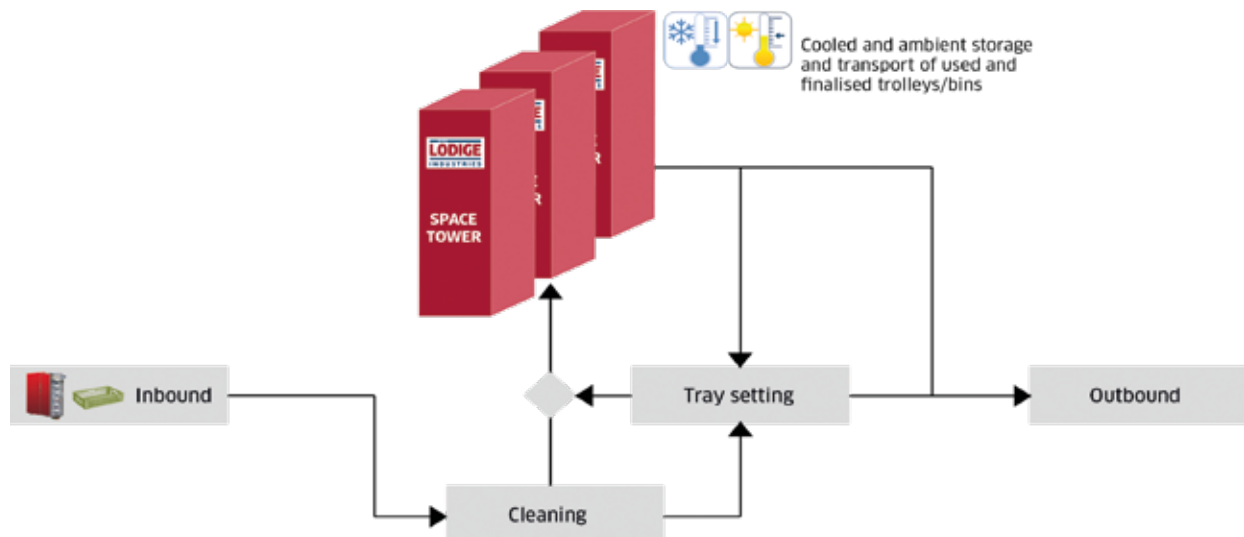 Cooled and ambient storage
and transport of used and
finalised trolleys/bins
LODIGE
INDUSTRIES
SPACE
TOWER
R
R
Inbound
Tray setting
Outbound
Cleaning